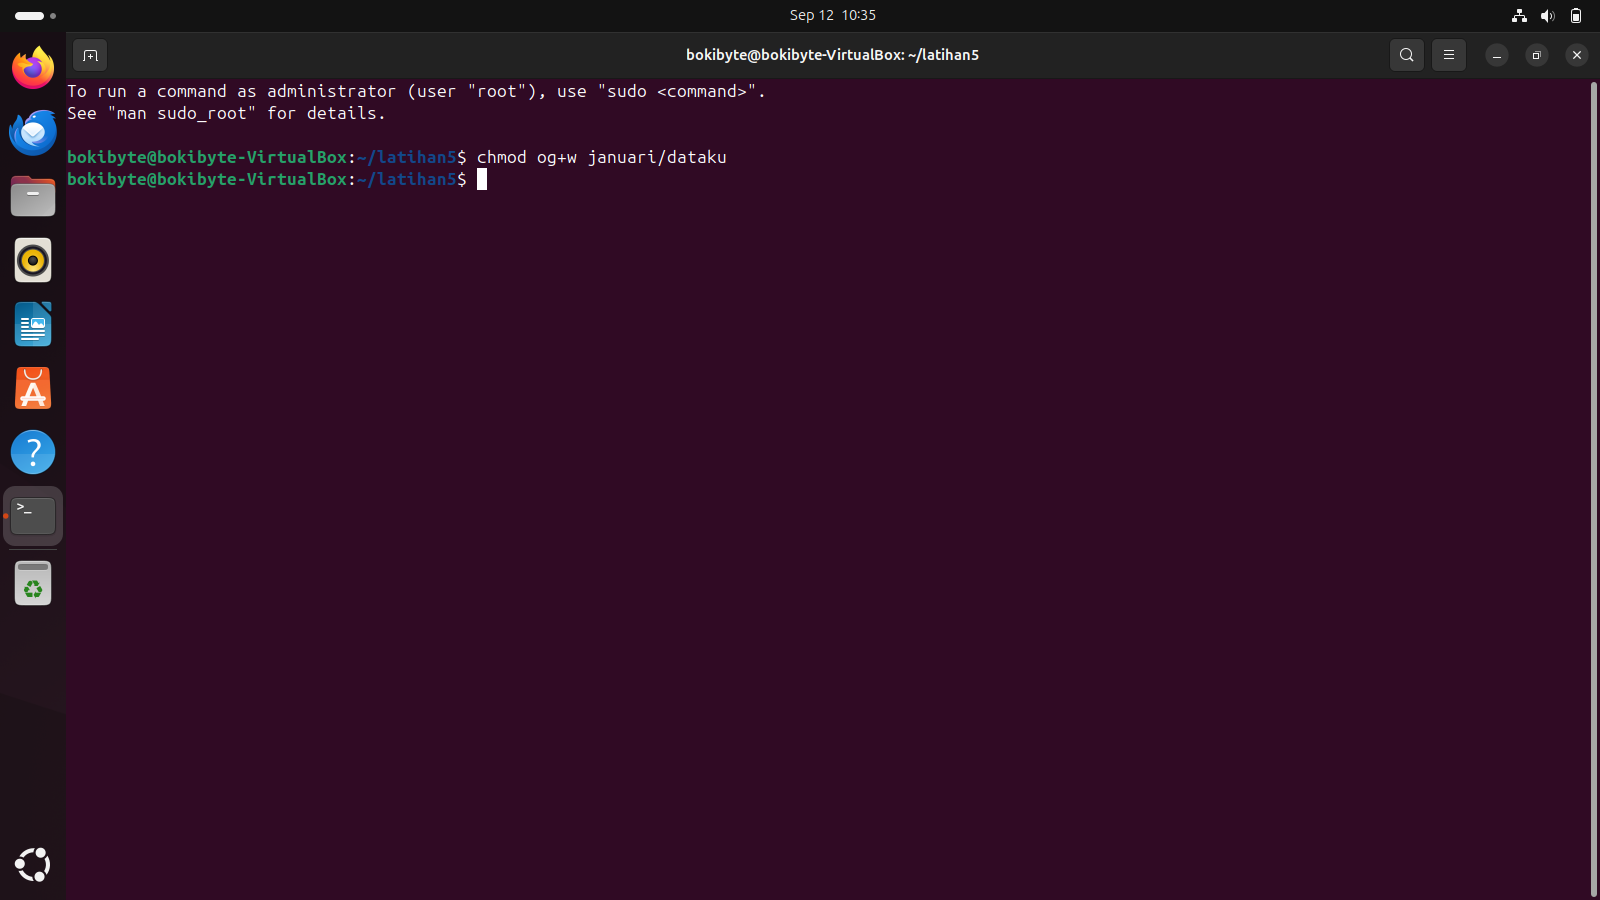 Sep 12 10:35
bokibyte@bokibyte-VirtualBox: ~/latihan5
To run a command as administrator (user "root"), use "sudo <command>".
See "man sudo_root" for details.
bokibyte@bokibyte-VirtualBox:~/latihan5$ chmod og+w januari/dataku
bokibyte@bokibyte-VirtualBox:~/latihan5$